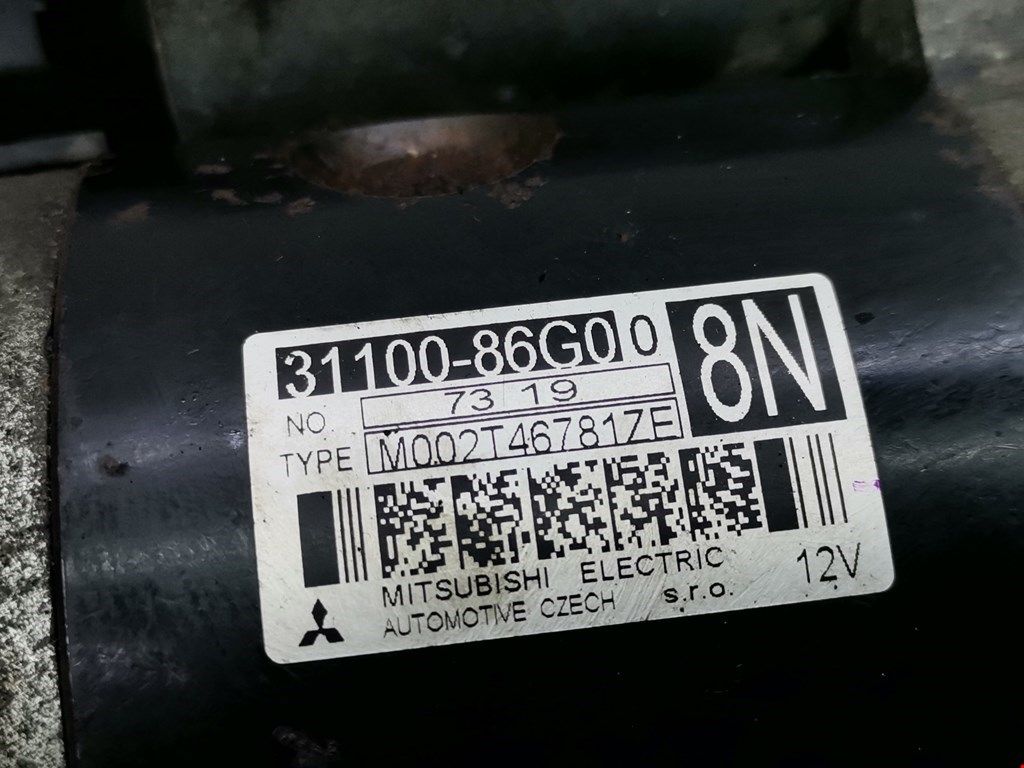 31100-86G00
8N
NO. 73 19
TYPE M002T46781ZE
MITSUBISHI ELECTRIC
AUTOMOTIVE CZECH s.r.o.
12V